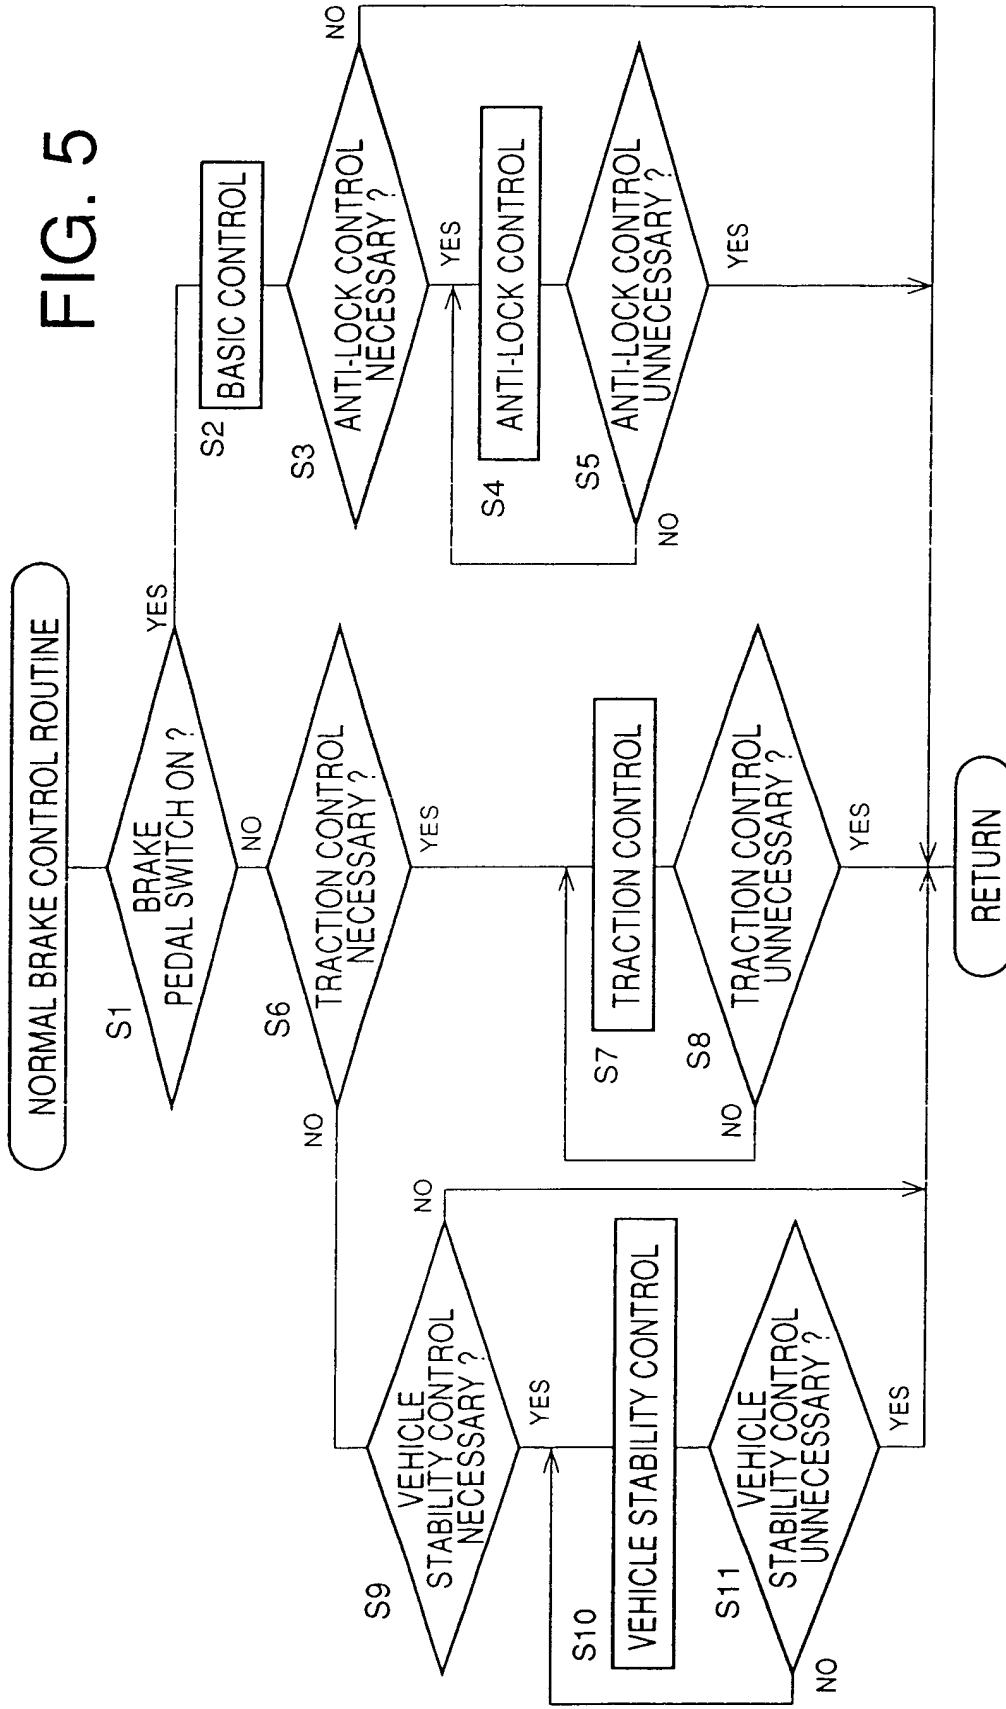 FIG. 5
NORMAL BRAKE CONTROL ROUTINE
S1
BRAKE
PEDAL SWITCH ON ?
YES
NO
S2
BASIC CONTROL
S3
ANTI-LOCK CONTROL
NECESSARY ?
NO
YES
S4
ANTI-LOCK CONTROL
S5
ANTI-LOCK CONTROL
UNNECESSARY ?
NO
YES
S6
TRACTION CONTROL
NECESSARY ?
NO
YES
S7
TRACTION CONTROL
S8
TRACTION CONTROL
UNNECESSARY ?
NO
YES
S9
VEHICLE
STABILITY CONTROL
NECESSARY ?
NO
YES
S10
VEHICLE STABILITY CONTROL
S11
VEHICLE
STABILITY CONTROL
UNNECESSARY ?
NO
YES
RETURN